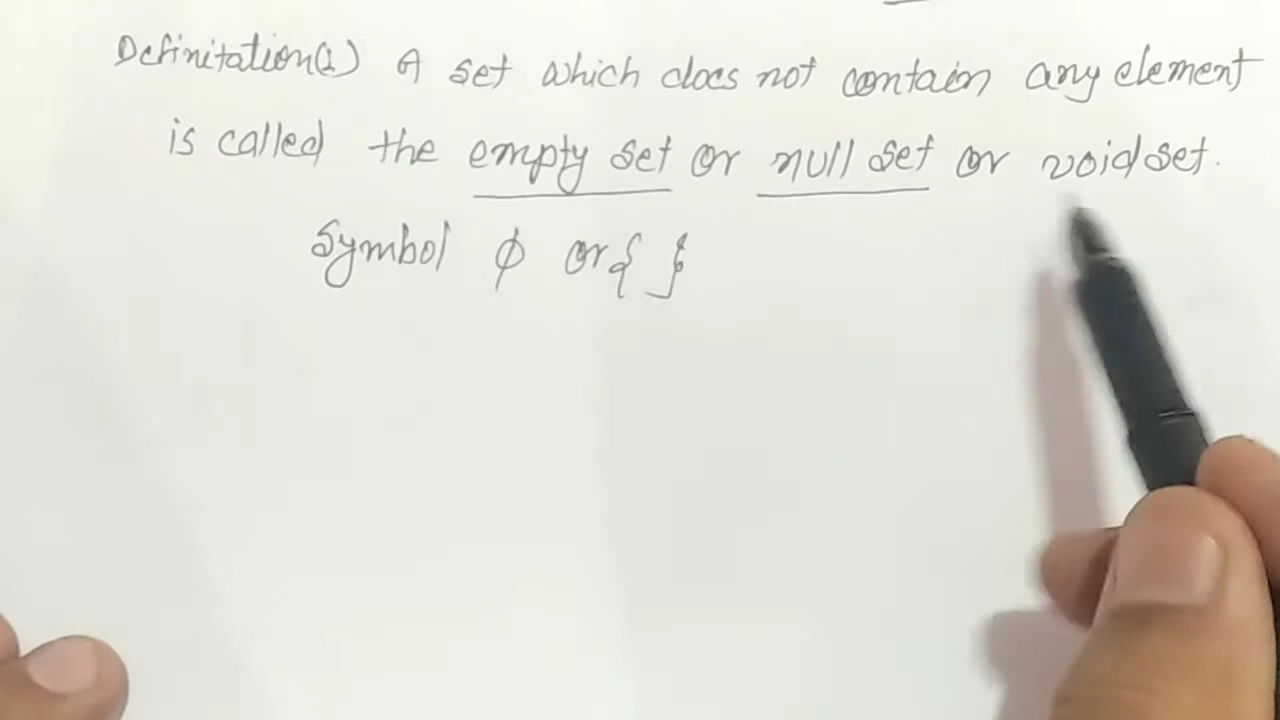 Definitation(1) A set which does not contain any element
is called the empty set or null set or void set.
Symbol ϕ or { }